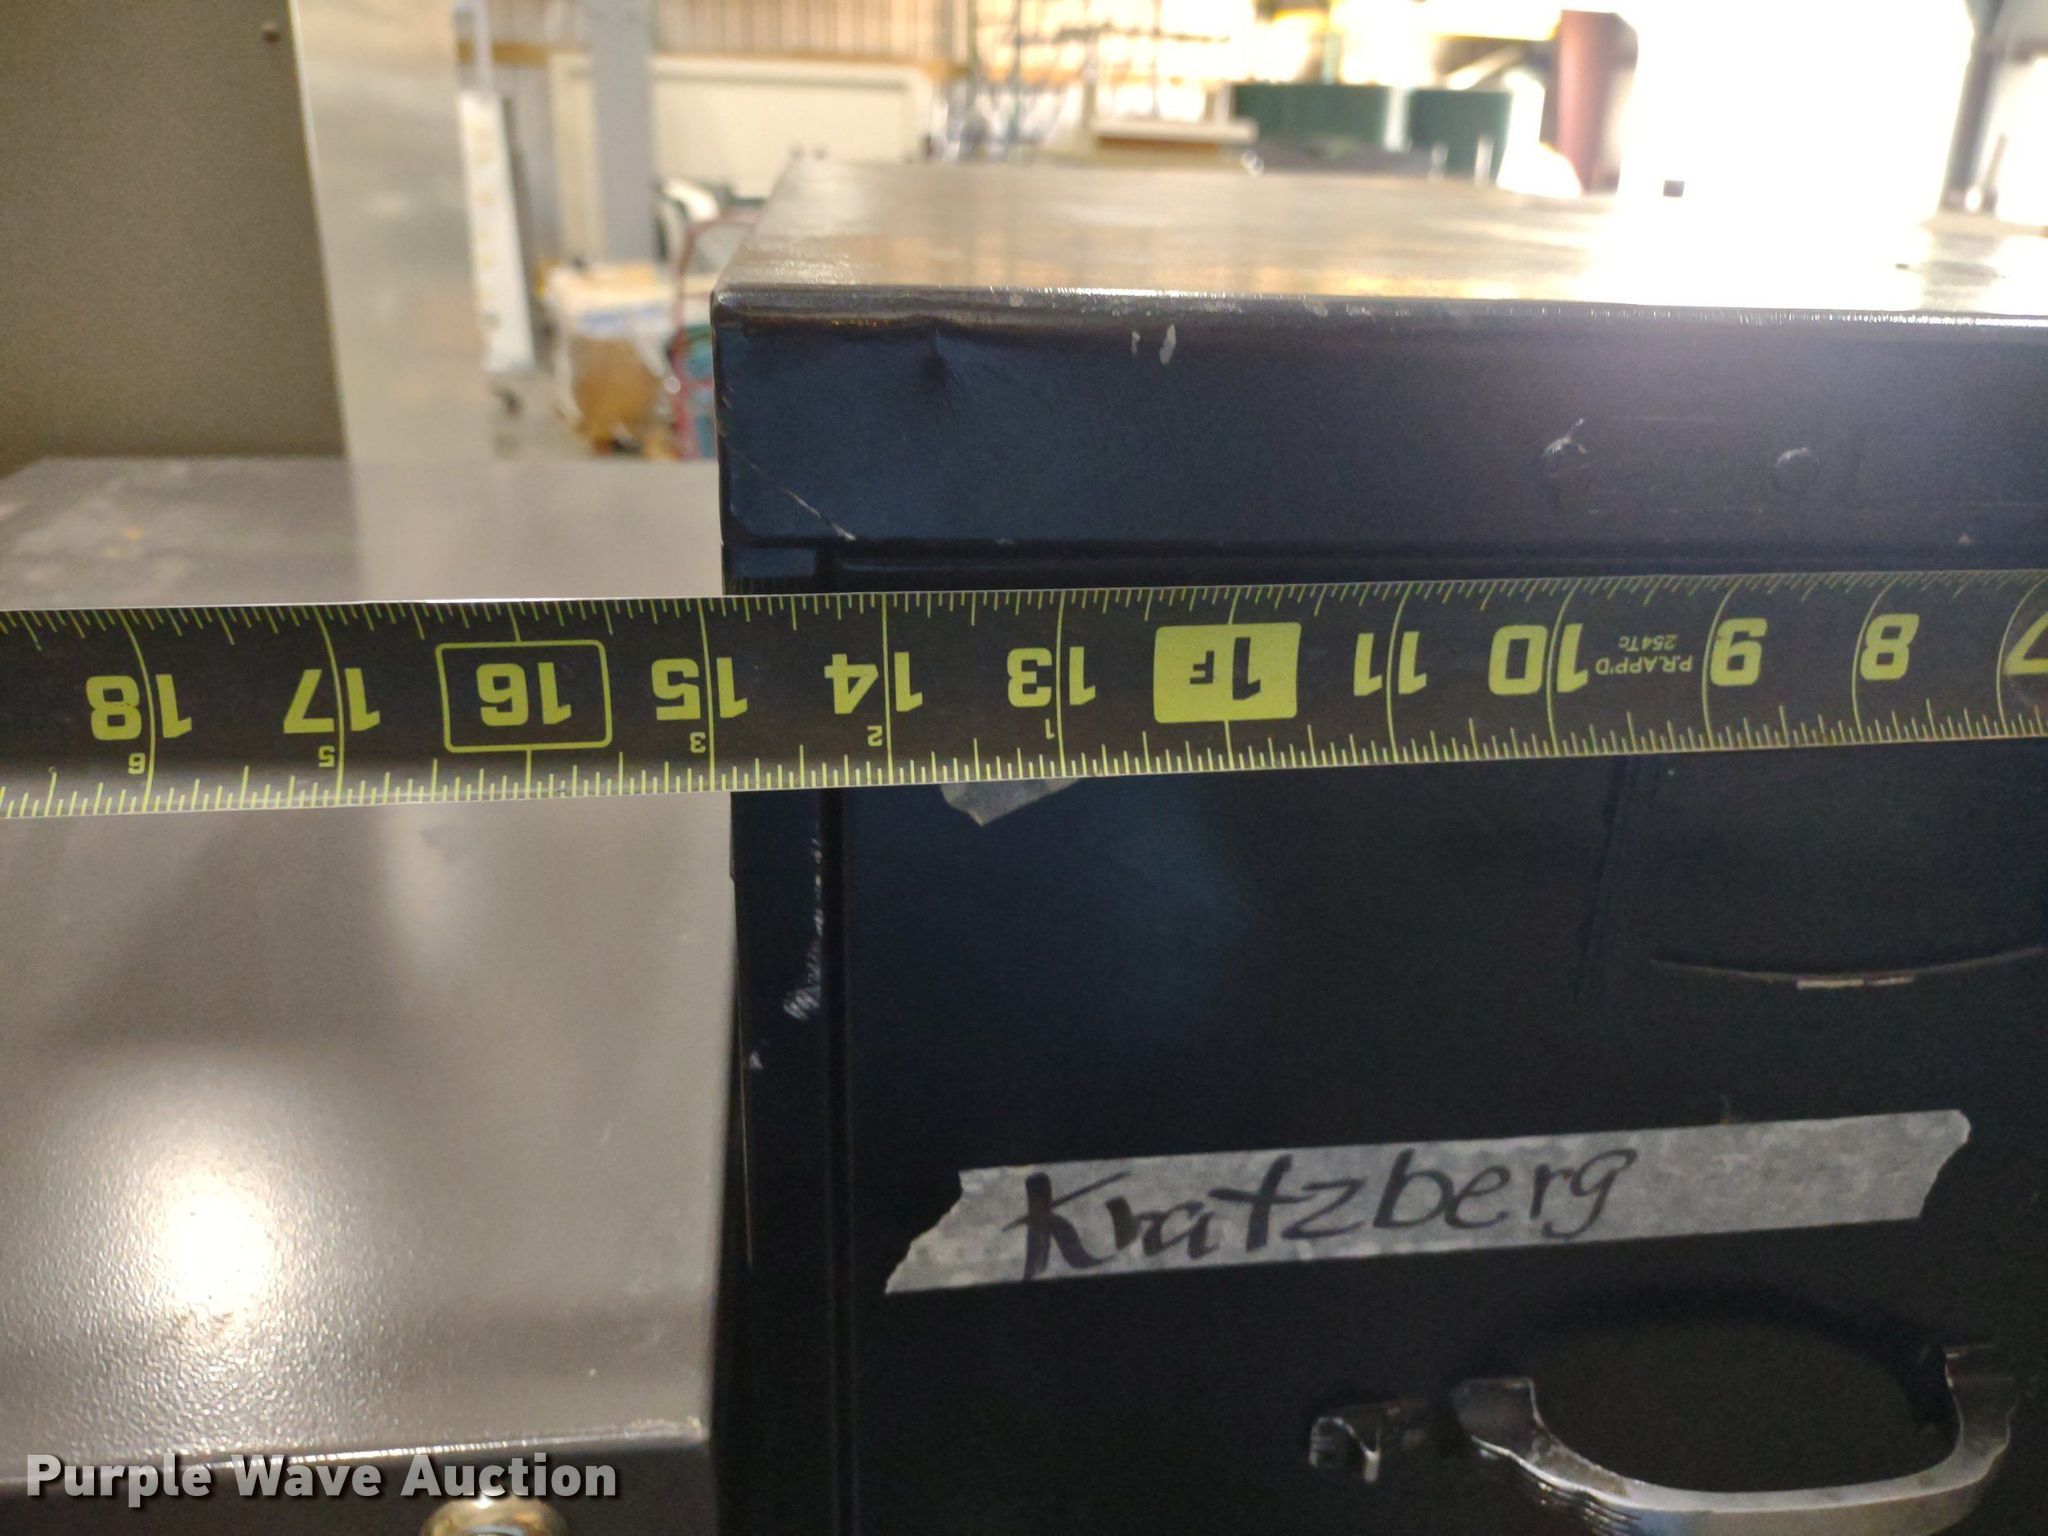 18 17 16 15 14 13 1F 11 10 P.R.APP'D 9 8 7
254Tc
6 5 3 2 1
Kratzberg
Purple Wave Auction